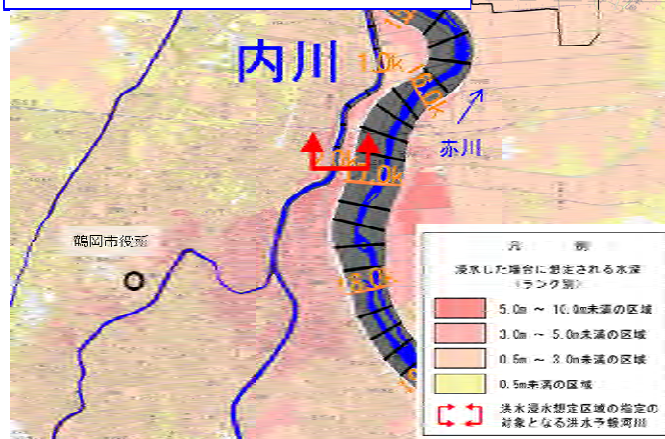 内川
1.0k
赤川
鶴岡市役所
凡 例
浸水した場合に想定される水深
(ランク別)
5.0m ~ 10.0m未満の区域
3.0m ~ 5.0m未満の区域
0.5m ~ 3.0m未満の区域
0.5m未満の区域
洪水浸水想定区域の指定の
対象となる洪水予報河川